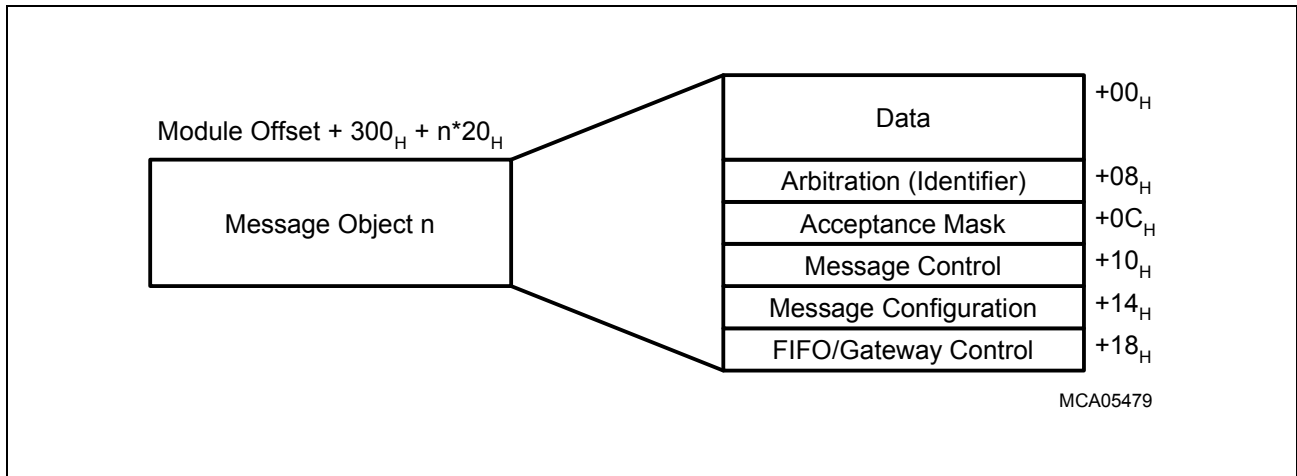 Module Offset + 300H + n*20H
Message Object n
Data
+00H
Arbitration (Identifier)
+08H
Acceptance Mask
+0CH
Message Control
+10H
Message Configuration
+14H
FIFO/Gateway Control
+18H
MCA05479